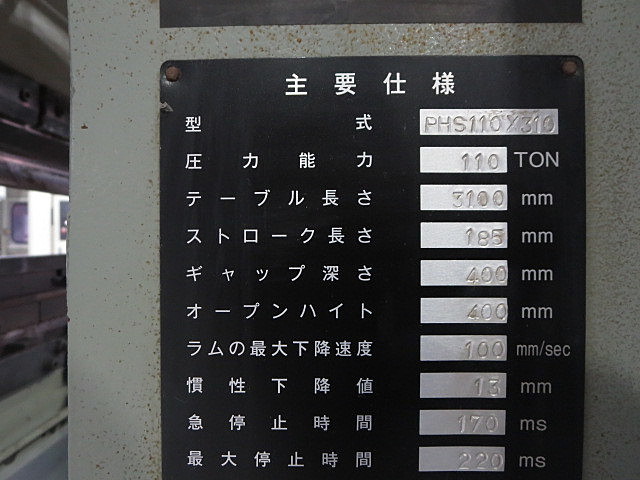 主要仕様
型式 PHS110X310
圧力能力 110 TON
テーブル長さ 3100 mm
ストローク長さ 185 mm
ギャップ深さ 400 mm
オープンハイト 400 mm
ラムの最大下降速度 100 mm/sec
慣性下降値 13 mm
急停止時間 170 ms
最大停止時間 220 ms